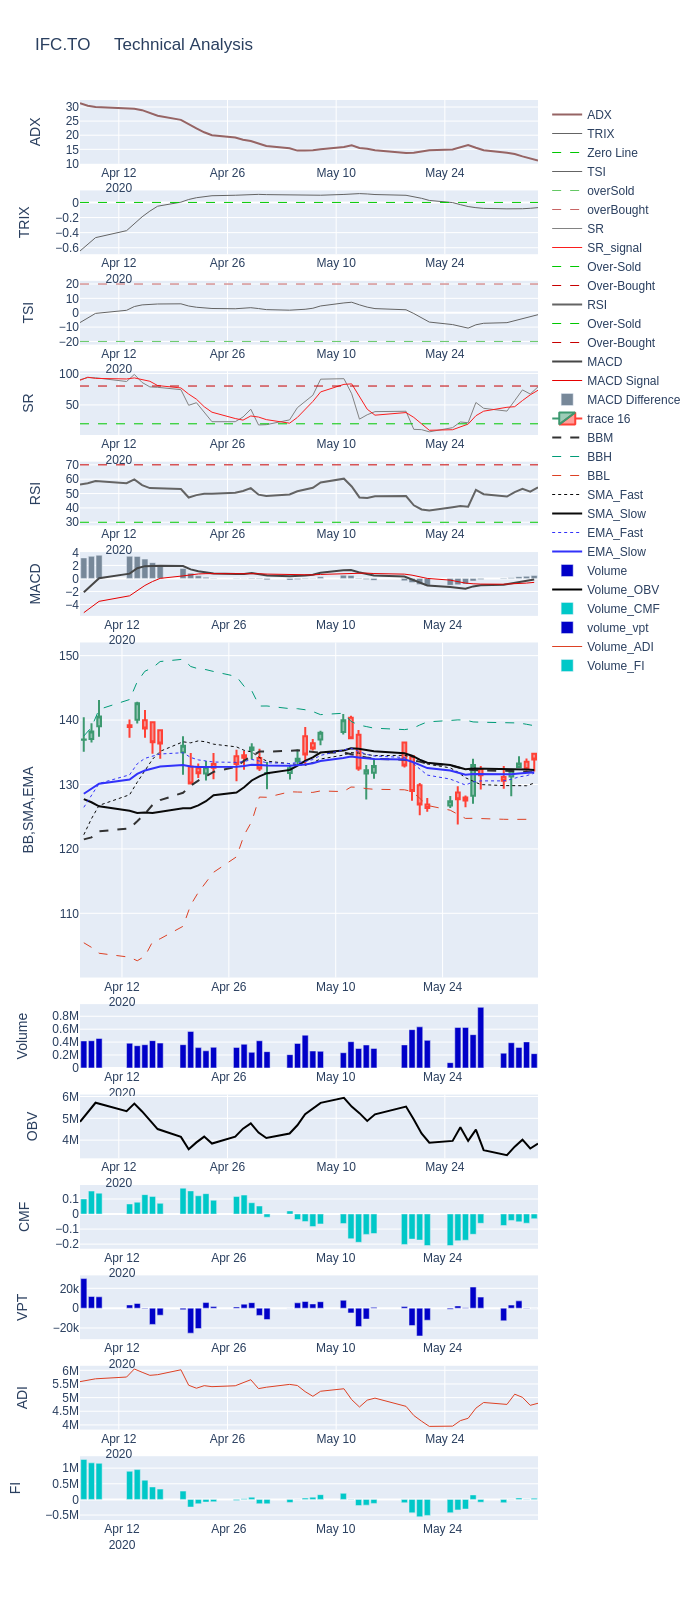 IFC.TO Technical Analysis
ADX
30
25
20
15
10
Apr 12
2020
Apr 26
May 10
May 24
TRIX
0
−0.2
−0.4
−0.6
Apr 12
2020
Apr 26
May 10
May 24
TSI
20
10
0
−10
−20
Apr 12
2020
Apr 26
May 10
May 24
SR
100
50
Apr 12
2020
Apr 26
May 10
May 24
RSI
70
60
50
40
30
Apr 12
2020
Apr 26
May 10
May 24
MACD
4
2
0
−2
−4
Apr 12
2020
Apr 26
May 10
May 24
BB,SMA,EMA
150
140
130
120
110
Apr 12
2020
Apr 26
May 10
May 24
Volume
0.8M
0.6M
0.4M
0.2M
0
Apr 12
2020
Apr 26
May 10
May 24
OBV
6M
5M
4M
Apr 12
2020
Apr 26
May 10
May 24
CMF
0.1
0
−0.1
−0.2
Apr 12
2020
Apr 26
May 10
May 24
VPT
20k
0
−20k
Apr 12
2020
Apr 26
May 10
May 24
ADI
6M
5.5M
5M
4.5M
4M
Apr 12
2020
Apr 26
May 10
May 24
FI
1M
0.5M
0
−0.5M
Apr 12
2020
Apr 26
May 10
May 24
ADX
TRIX
Zero Line
TSI
overSold
overBought
SR
SR_signal
Over-Sold
Over-Bought
RSI
Over-Sold
Over-Bought
MACD
MACD Signal
MACD Difference
trace 16
BBM
BBH
BBL
SMA_Fast
SMA_Slow
EMA_Fast
EMA_Slow
Volume
Volume_OBV
Volume_CMF
volume_vpt
Volume_ADI
Volume_FI